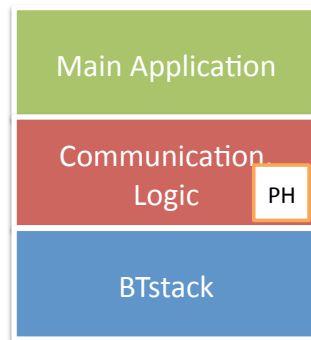 Main Application
Communication
Logic
PH
BTstack